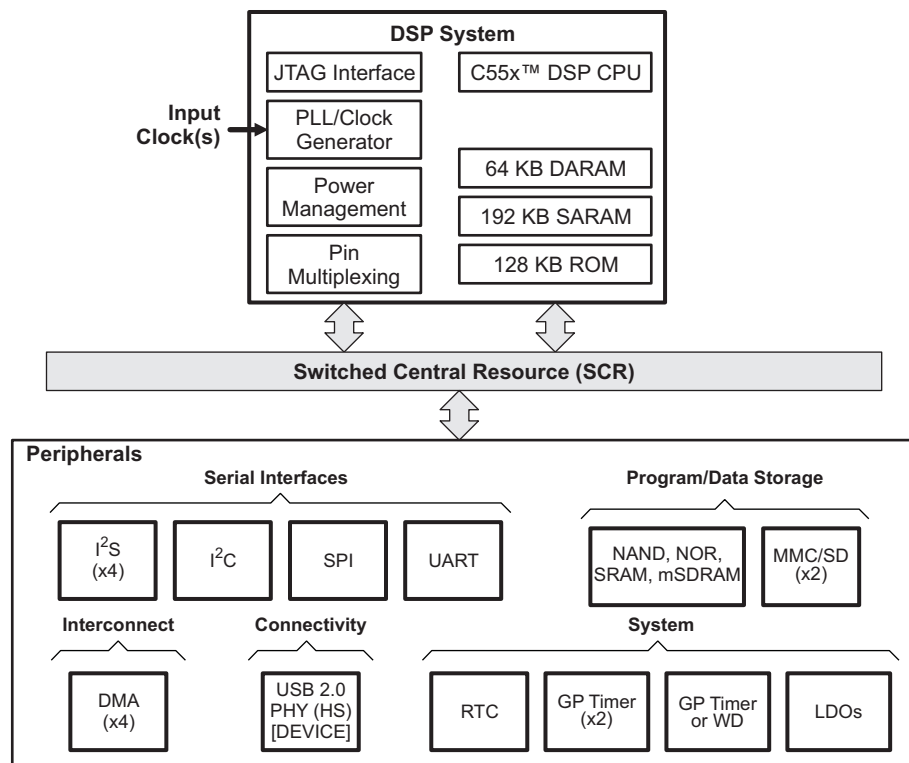 DSP System
JTAG Interface
C55x™ DSP CPU
Input
Clock(s)
PLL/Clock
Generator
64 KB DARAM
Power
Management
192 KB SARAM
Pin
Multiplexing
128 KB ROM
Switched Central Resource (SCR)
Peripherals
Serial Interfaces
Program/Data Storage
I²S
(x4)
I²C
SPI
UART
NAND, NOR,
SRAM, mSDRAM
MMC/SD
(x2)
Interconnect
Connectivity
System
DMA
(x4)
USB 2.0
PHY (HS)
[DEVICE]
RTC
GP Timer
(x2)
GP Timer
or WD
LDOs